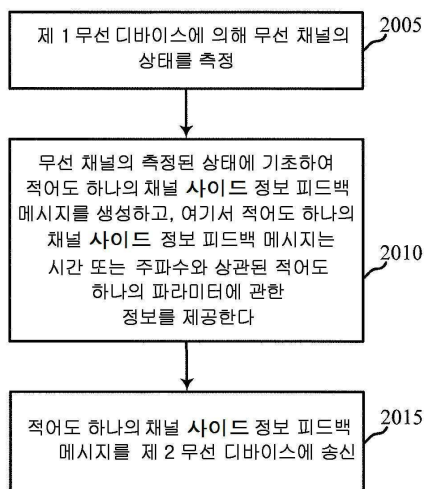 제 1 무선 디바이스에 의해 무선 채널의
상태를 측정
2005
무선 채널의 측정된 상태에 기초하여
적어도 하나의 채널 사이드 정보 피드백
메시지를 생성하고, 여기서 적어도 하나의
채널 사이드 정보 피드백 메시지는
시간 또는 주파수와 상관된 적어도
하나의 파라미터에 관한
정보를 제공한다
2010
적어도 하나의 채널 사이드 정보 피드백
메시지를 제 2 무선 디바이스에 송신
2015